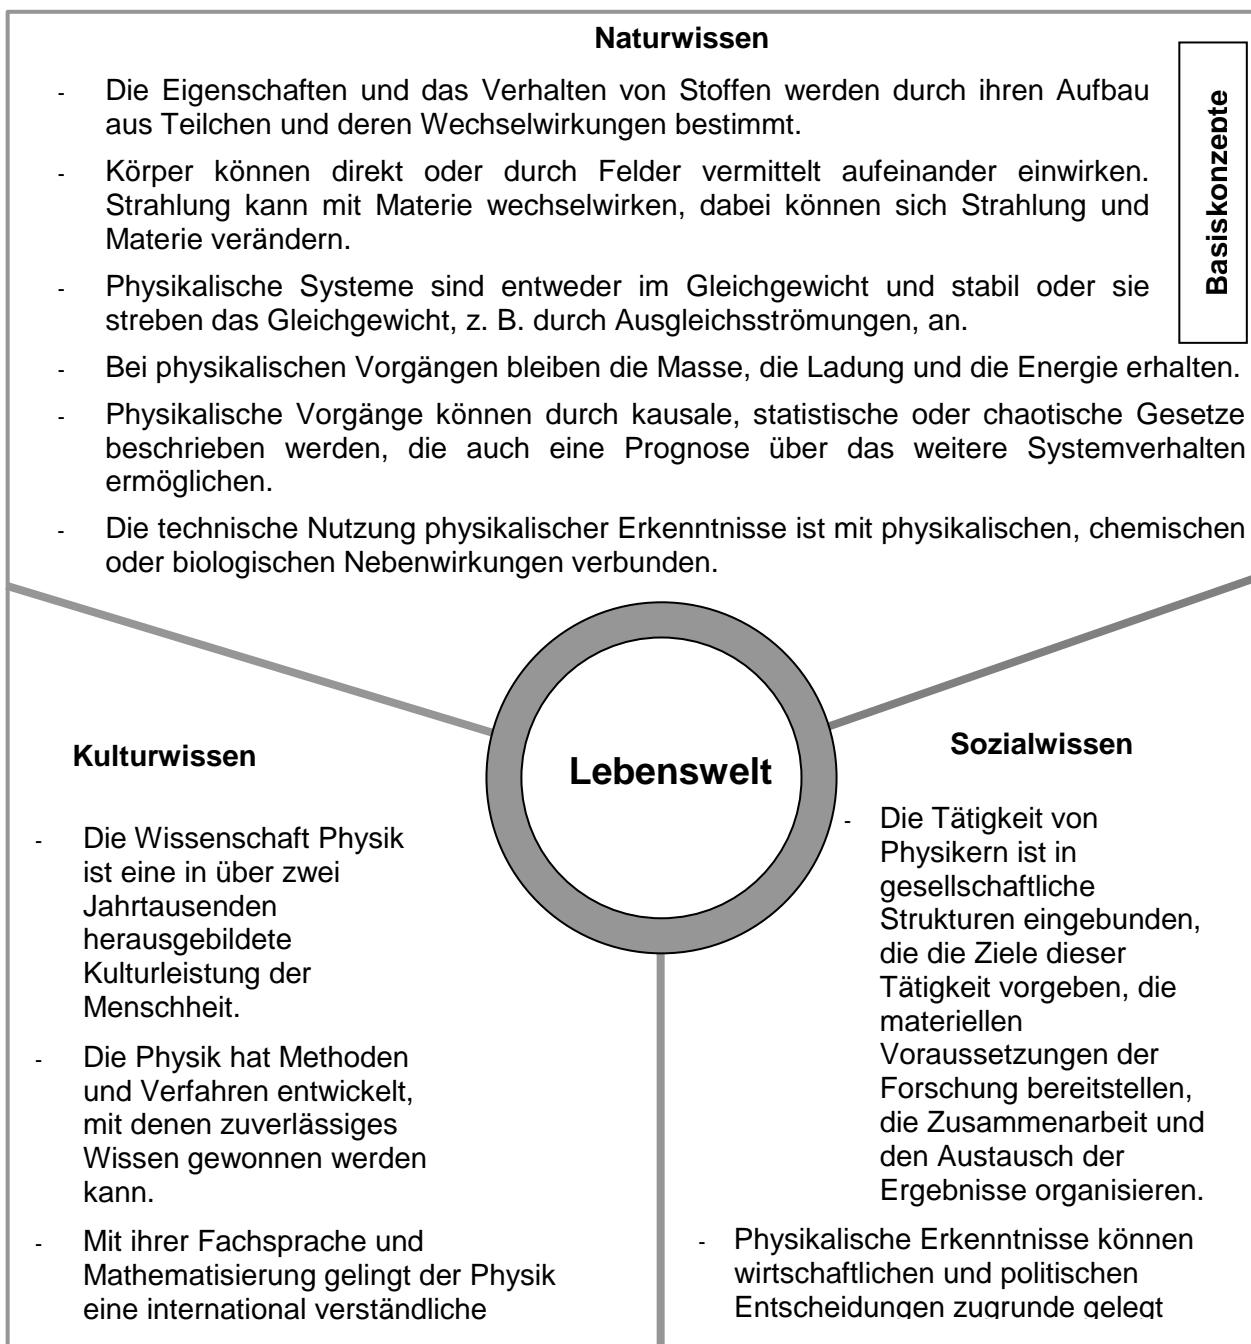 Naturwissen
Basiskonzepte
- Die Eigenschaften und das Verhalten von Stoffen werden durch ihren Aufbau
aus Teilchen und deren Wechselwirkungen bestimmt.
- Körper können direkt oder durch Felder vermittelt aufeinander einwirken.
Strahlung kann mit Materie wechselwirken, dabei können sich Strahlung und
Materie verändern.
- Physikalische Systeme sind entweder im Gleichgewicht und stabil oder sie
streben das Gleichgewicht, z. B. durch Ausgleichsströmungen, an.
- Bei physikalischen Vorgängen bleiben die Masse, die Ladung und die Energie erhalten.
- Physikalische Vorgänge können durch kausale, statistische oder chaotische Gesetze
beschrieben werden, die auch eine Prognose über das weitere Systemverhalten
ermöglichen.
- Die technische Nutzung physikalischer Erkenntnisse ist mit physikalischen, chemischen
oder biologischen Nebenwirkungen verbunden.
Lebenswelt
Kulturwissen
- Die Wissenschaft Physik
ist eine in über zwei
Jahrtausenden
herausgebildete
Kulturleistung der
Menschheit.
- Die Physik hat Methoden
und Verfahren entwickelt,
mit denen zuverlässiges
Wissen gewonnen werden
kann.
- Mit ihrer Fachsprache und
Mathematisierung gelingt der Physik
eine international verständliche
Sozialwissen
- Die Tätigkeit von
Physikern ist in
gesellschaftliche
Strukturen eingebunden,
die die Ziele dieser
Tätigkeit vorgeben, die
materiellen
Voraussetzungen der
Forschung bereitstellen,
die Zusammenarbeit und
den Austausch der
Ergebnisse organisieren.
- Physikalische Erkenntnisse können
wirtschaftlichen und politischen
Entscheidungen zugrunde gelegt